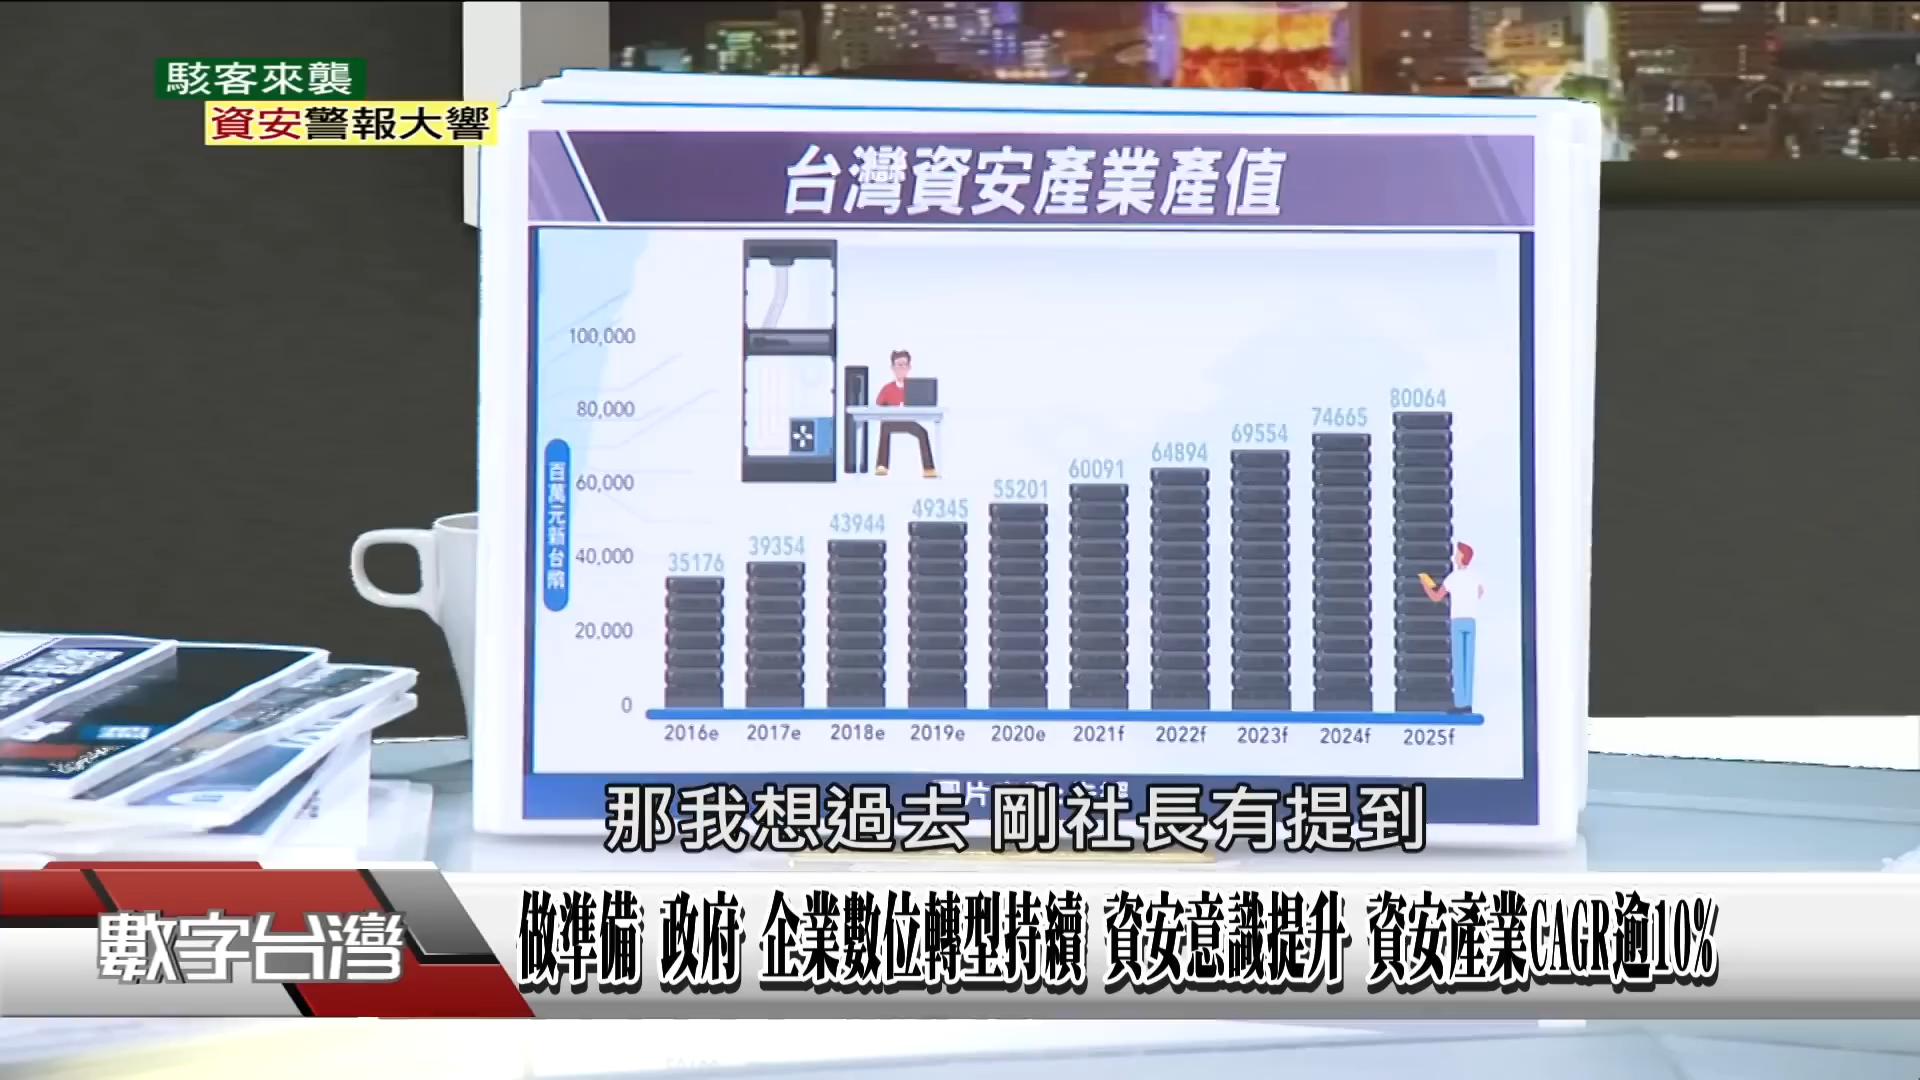 駭客來襲
資安警報大響
台灣資安產業產值
百萬元新台幣
100,000
80,000
60,000
40,000
20,000
0
35176
39354
43944
49345
55201
60091
64894
69554
74665
80064
2016e 2017e 2018e 2019e 2020e 2021f 2022f 2023f 2024f 2025f
那我想過去 剛社長有提到
數字台灣
做準備 政府 企業數位轉型持續 資安意識提升 資安產業CAGR逾10%